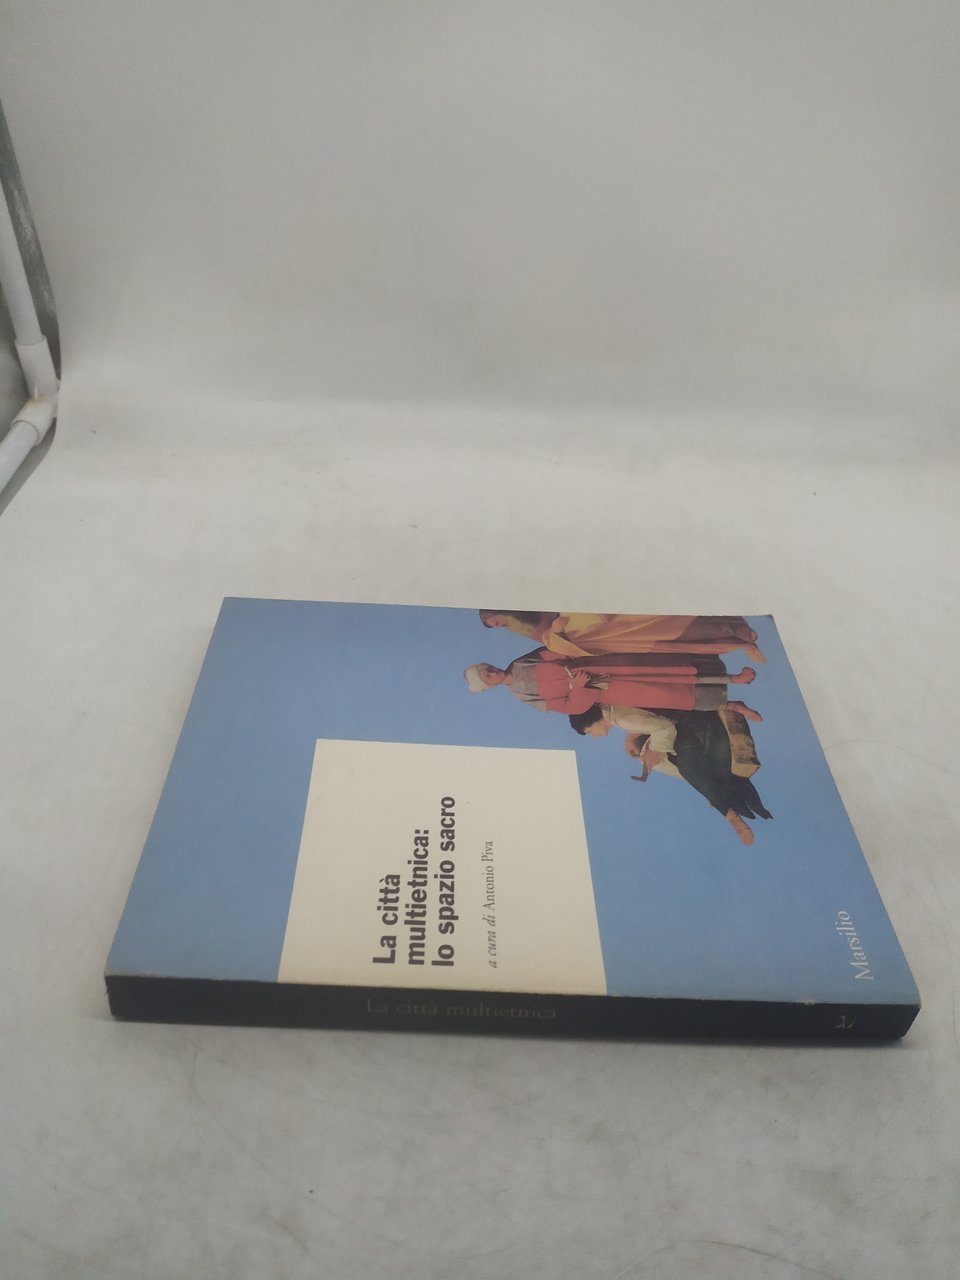 La città
multietnica:
lo spazio sacro
a cura di Antonio Piva
Marsilio
La città multietnica